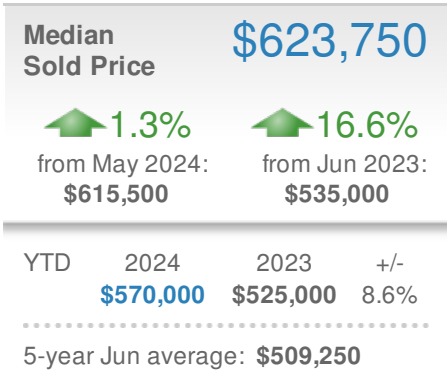 Median $623,750
Sold Price
1.3% 16.6%
from May 2024: from Jun 2023:
$615,500 $535,000
YTD 2024 2023 +/-
$570,000 $525,000 8.6%
5-year Jun average: $509,250